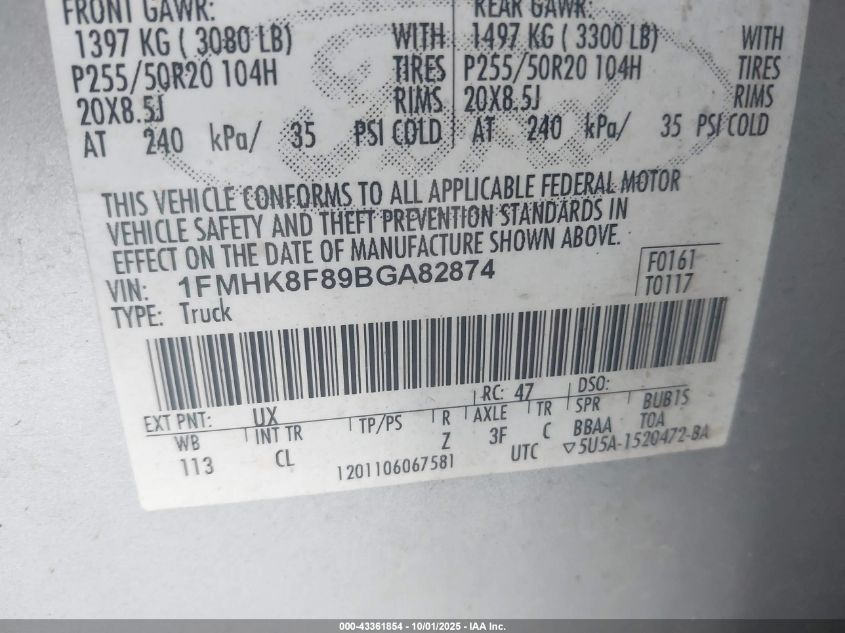 FRONT GAWR: REAR GAWR:
1397 KG ( 3080 LB) WITH 1497 KG ( 3300 LB) WITH
P255/50R20 104H TIRES P255/50R20 104H TIRES
20X8.5J RIMS 20X8.5J RIMS
AT 240 kPa/ 35 PSI COLD AT 240 kPa/ 35 PSI COLD
THIS VEHICLE CONFORMS TO ALL APPLICABLE FEDERAL MOTOR
VEHICLE SAFETY AND THEFT PREVENTION STANDARDS IN
EFFECT ON THE DATE OF MANUFACTURE SHOWN ABOVE.
VIN: 1FMHK8F89BGA82874 F0161
TYPE: Truck T0117
EXT PNT: UX RC: 47 DSO:
WB INT TR TP/PS R AXLE TR SPR BUB1S
113 CL Z 3F C BBAA TOA
1201106067581 UTC ▽5U5A-1520472-BA
000-43361854 - 10/01/2025 - IAA Inc.